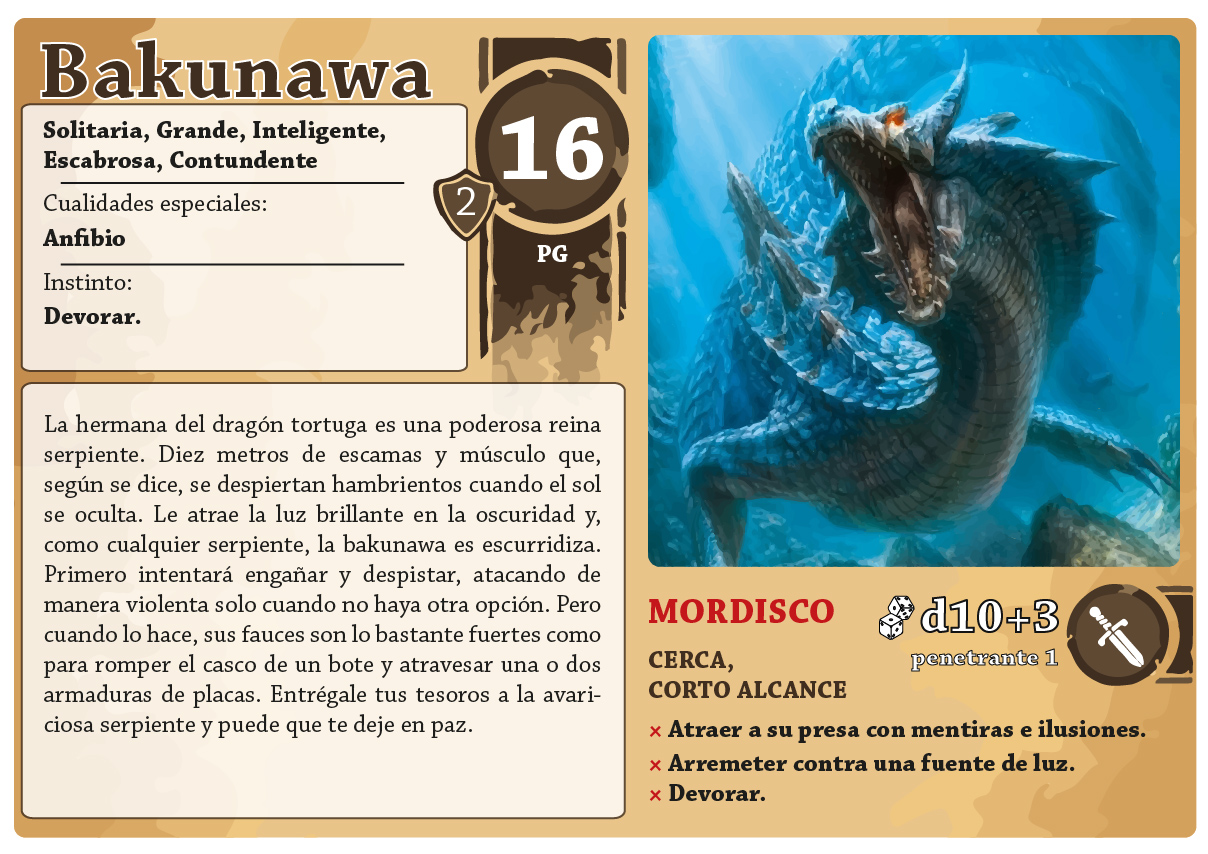 Bakunawa
Solitaria, Grande, Inteligente,
Escabrosa, Contundente
Cualidades especiales:
Anfibio
Instinto:
Devorar.
16
2
PG
La hermana del dragón tortuga es una poderosa reina
serpiente. Diez metros de escamas y músculo que,
según se dice, se despiertan hambrientos cuando el sol
se oculta. Le atrae la luz brillante en la oscuridad y,
como cualquier serpiente, la bakunawa es escurridiza.
Primero intentará engañar y despistar, atacando de
manera violenta solo cuando no haya otra opción. Pero
cuando lo hace, sus fauces son lo bastante fuertes como
para romper el casco de un bote y atravesar una o dos
armaduras de placas. Entrégale tus tesoros a la avari-
ciosa serpiente y puede que te deje en paz.
MORDISCO
d10+3
penetrante 1
CERCA,
CORTO ALCANCE
× Atraer a su presa con mentiras e ilusiones.
× Arremeter contra una fuente de luz.
× Devorar.